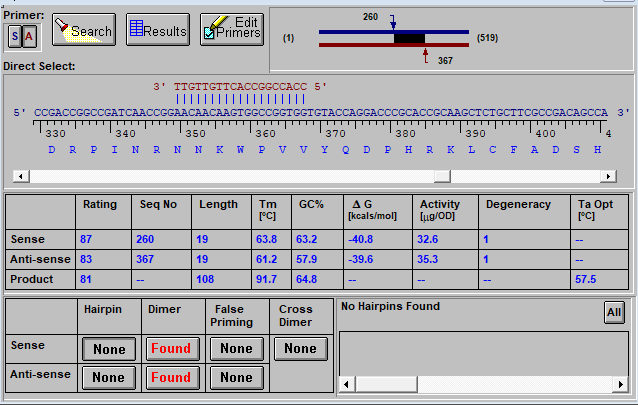 Primer:
S A
Search
Results
Edit Primers
260
(1)
(519)
367
Direct Select:
3' TTGTTGTTCACCGGCCACC 5'
5' CCGACCGGCCGATCAACCGGAACAACAAGTGGCCGGTGGTGTACCAGGACCCGCACCGCAAGCTCTGCTTCGCCGACAGCCA 3'
330 340 350 360 370 380 390 400 4
D R P I N R N N K W P V V Y Q D P H R K L C F A D S H
Rating Seq No Length Tm [ºC] GC% Δ G [kcals/mol] Activity [µg/OD] Degeneracy Ta Opt [ºC]
Sense 87 260 19 63.8 63.2 -40.8 32.6 1 --
Anti-sense 83 367 19 61.2 57.9 -39.6 35.3 1 --
Product 81 -- 108 91.7 64.8 -- -- -- 57.5
Hairpin Dimer False Priming Cross Dimer
Sense None Found None None
Anti-sense None Found None
No Hairpins Found
All